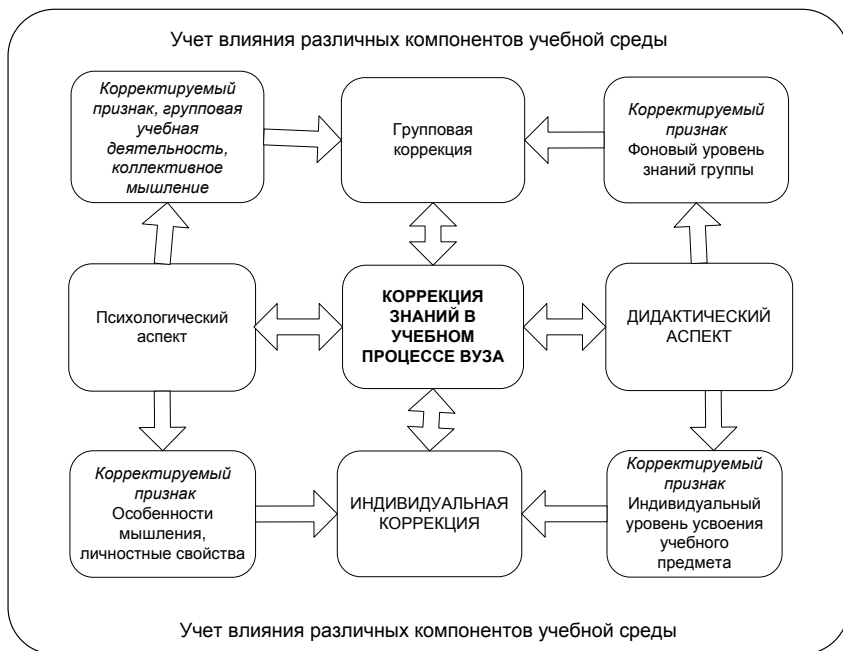 Учет влияния различных компонентов учебной среды
Корректируемый
признак, групповая
учебная
деятельность,
коллективное
мышление
Групповая
коррекция
Корректируемый
признак
Фоновый уровень
знаний группы
Психологический
аспект
КОРРЕКЦИЯ
ЗНАНИЙ В
УЧЕБНОМ
ПРОЦЕССЕ ВУЗА
ДИДАКТИЧЕСКИЙ
АСПЕКТ
Корректируемый
признак
Особенности
мышления,
личностные свойства
ИНДИВИДУАЛЬНАЯ
КОРРЕКЦИЯ
Корректируемый
признак
Индивидуальный
уровень усвоения
учебного
предмета
Учет влияния различных компонентов учебной среды